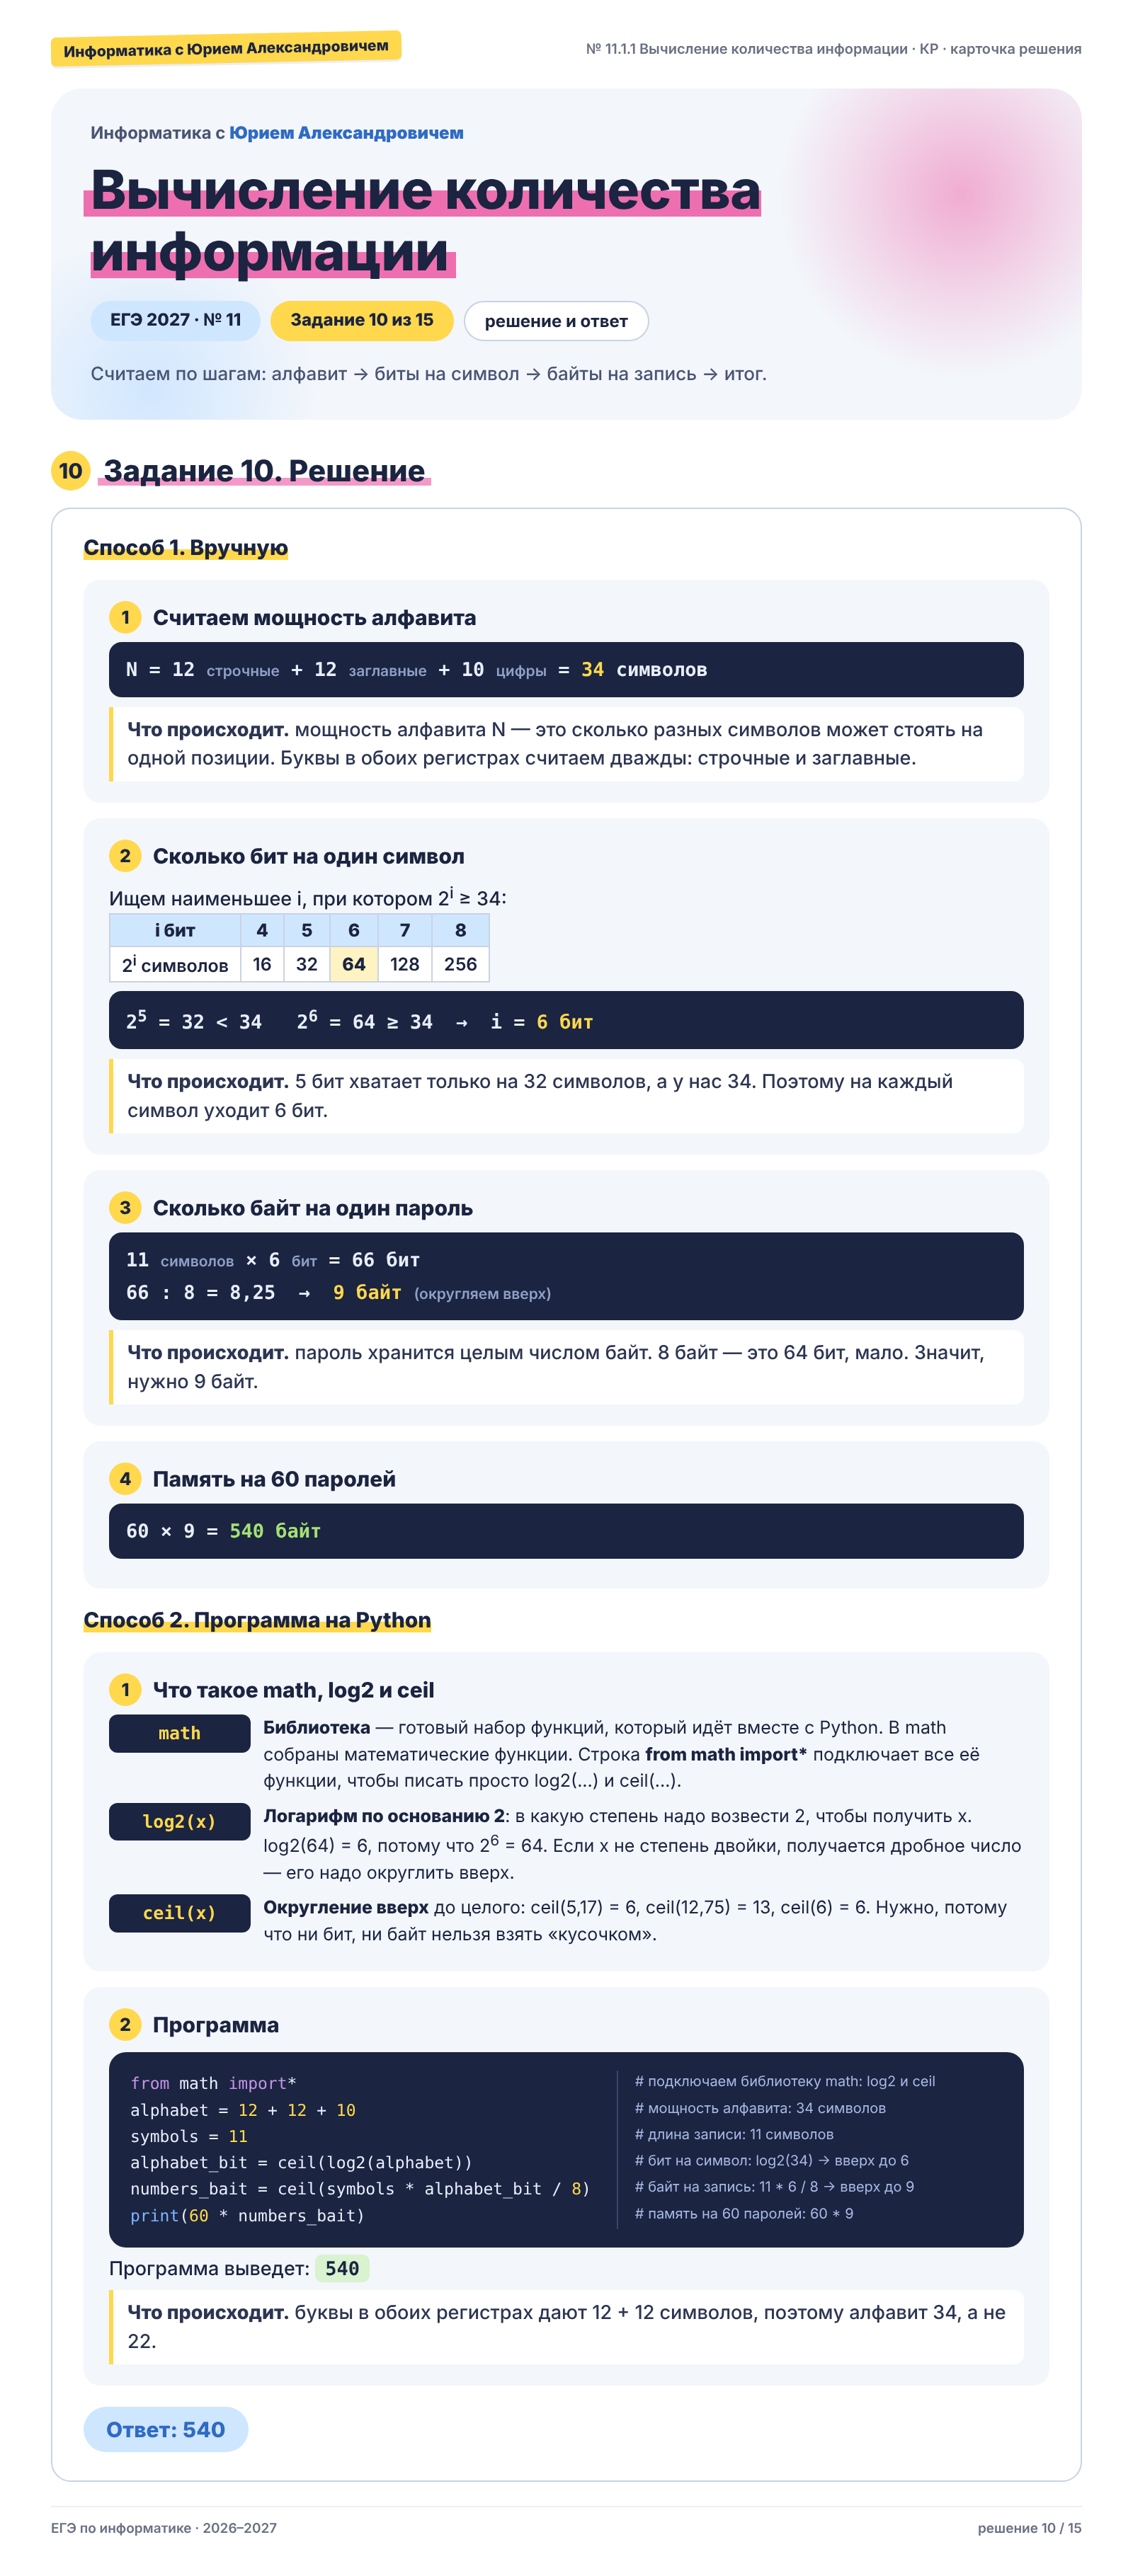 Информатика с Юрием Александровичем
№ 11.1.1 Вычисление количества информации · КР · карточка решения
Информатика с Юрием Александровичем
Вычисление количества
информации
ЕГЭ 2027 · № 11
Задание 10 из 15
решение и ответ
Считаем по шагам: алфавит → биты на символ → байты на запись → итог.
10 Задание 10. Решение
Способ 1. Вручную
1 Считаем мощность алфавита
N = 12 строчные + 12 заглавные + 10 цифры = 34 символов
Что происходит. мощность алфавита N — это сколько разных символов может стоять на
одной позиции. Буквы в обоих регистрах считаем дважды: строчные и заглавные.
2 Сколько бит на один символ
Ищем наименьшее i, при котором 2^i ≥ 34:
i бит 4 5 6 7 8
2^i символов 16 32 64 128 256
2^5 = 32 < 34 2^6 = 64 ≥ 34 → i = 6 бит
Что происходит. 5 бит хватает только на 32 символов, а у нас 34. Поэтому на каждый
символ уходит 6 бит.
3 Сколько байт на один пароль
11 символов × 6 бит = 66 бит
66 : 8 = 8,25 → 9 байт (округляем вверх)
Что происходит. пароль хранится целым числом байт. 8 байт — это 64 бит, мало. Значит,
нужно 9 байт.
4 Память на 60 паролей
60 × 9 = 540 байт
Способ 2. Программа на Python
1 Что такое math, log2 и ceil
math
Библиотека — готовый набор функций, который идёт вместе с Python. В math
собраны математические функции. Строка from math import* подключает все её
функции, чтобы писать просто log2(...) и ceil(...).
log2(x)
Логарифм по основанию 2: в какую степень надо возвести 2, чтобы получить x.
log2(64) = 6, потому что 2^6 = 64. Если x не степень двойки, получается дробное число
— его надо округлить вверх.
ceil(x)
Округление вверх до целого: ceil(5,17) = 6, ceil(12,75) = 13, ceil(6) = 6. Нужно, потому
что ни бит, ни байт нельзя взять «кусочком».
2 Программа
from math import* # подключаем библиотеку math: log2 и ceil
alphabet = 12 + 12 + 10 # мощность алфавита: 34 символов
symbols = 11 # длина записи: 11 символов
alphabet_bit = ceil(log2(alphabet)) # бит на символ: log2(34) → вверх до 6
numbers_bait = ceil(symbols * alphabet_bit / 8) # байт на запись: 11 * 6 / 8 → вверх до 9
print(60 * numbers_bait) # память на 60 паролей: 60 * 9
Программа выведет: 540
Что происходит. буквы в обоих регистрах дают 12 + 12 символов, поэтому алфавит 34, а не
22.
Ответ: 540
ЕГЭ по информатике · 2026–2027
решение 10 / 15